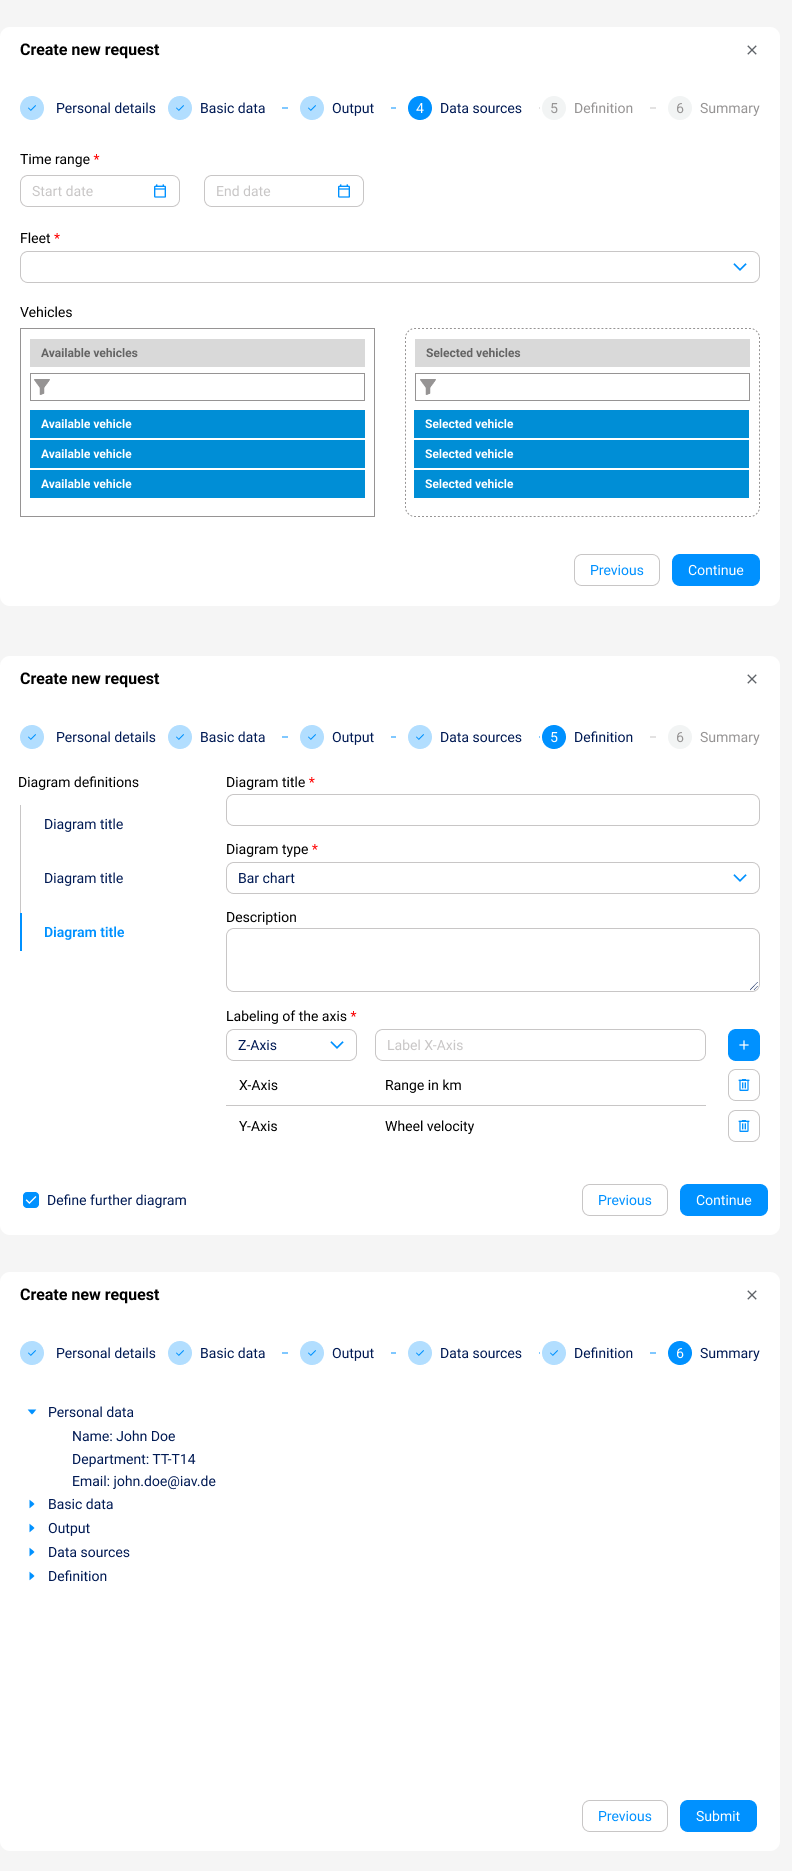 Create new request
Personal details Basic data Output 4 Data sources 5 Definition 6 Summary
Time range *
Start date End date
Fleet *
Vehicles
Available vehicles Selected vehicles
Available vehicle Selected vehicle
Available vehicle Selected vehicle
Available vehicle Selected vehicle
Previous Continue
Create new request
Personal details Basic data Output Data sources 5 Definition 6 Summary
Diagram definitions
Diagram title
Diagram title
Diagram title
Diagram title *
Diagram type *
Bar chart
Description
Labeling of the axis *
Z-Axis Label X-Axis
X-Axis Range in km
Y-Axis Wheel velocity
Define further diagram Previous Continue
Create new request
Personal details Basic data Output Data sources Definition 6 Summary
Personal data
Name: John Doe
Department: TT-T14
Email: john.doe@iav.de
Basic data
Output
Data sources
Definition
Previous Submit